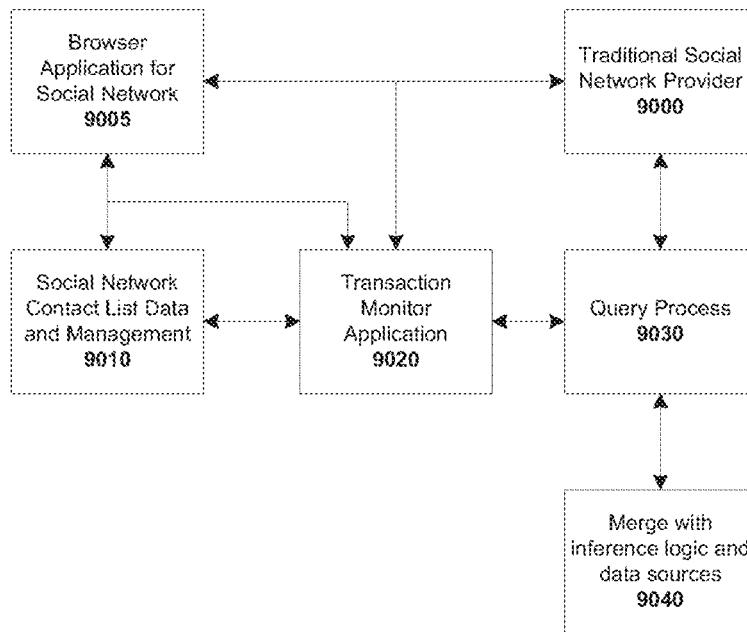 Browser
Application for
Social Network
9005
Traditional Social
Network Provider
9000
Social Network
Contact List Data
and Management
9010
Transaction
Monitor
Application
9020
Query Process
9030
Merge with
inference logic and
data sources
9040